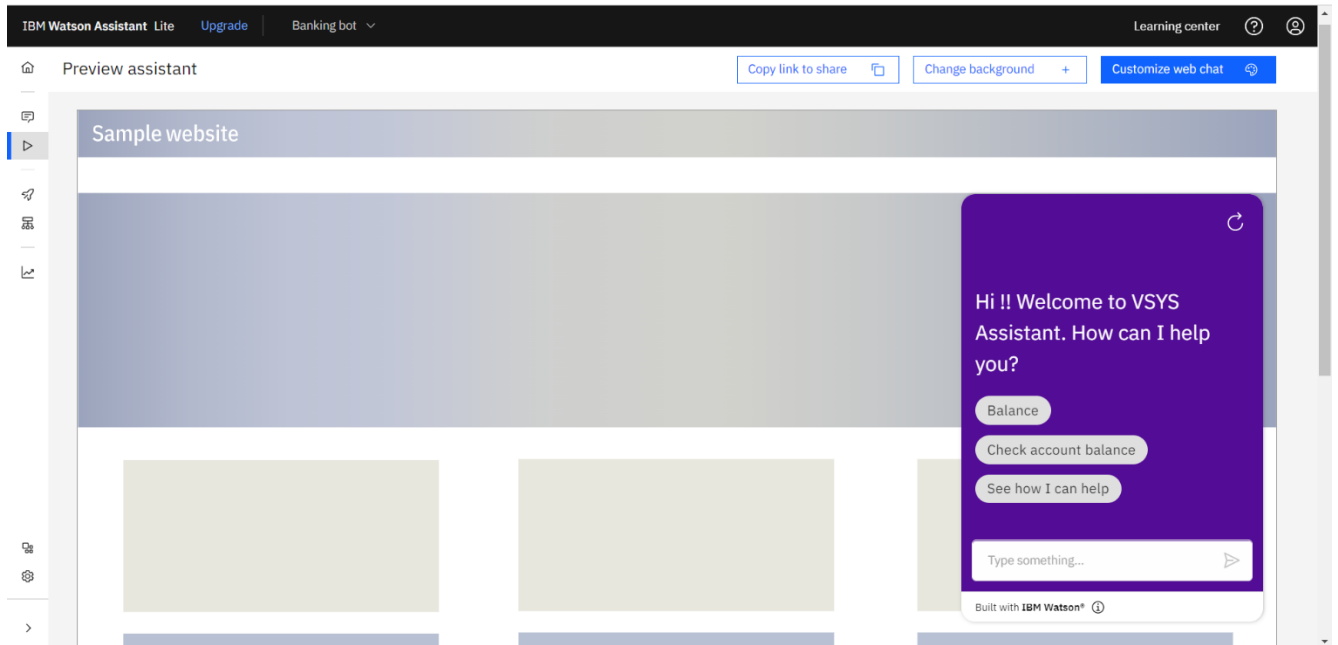 IBM Watson Assistant Lite Upgrade Banking bot Learning center
Preview assistant Copy link to share Change background + Customize web chat
Sample website
Hi !! Welcome to VSYS
Assistant. How can I help
you?
Balance
Check account balance
See how I can help
Type something...
Built with IBM Watson®